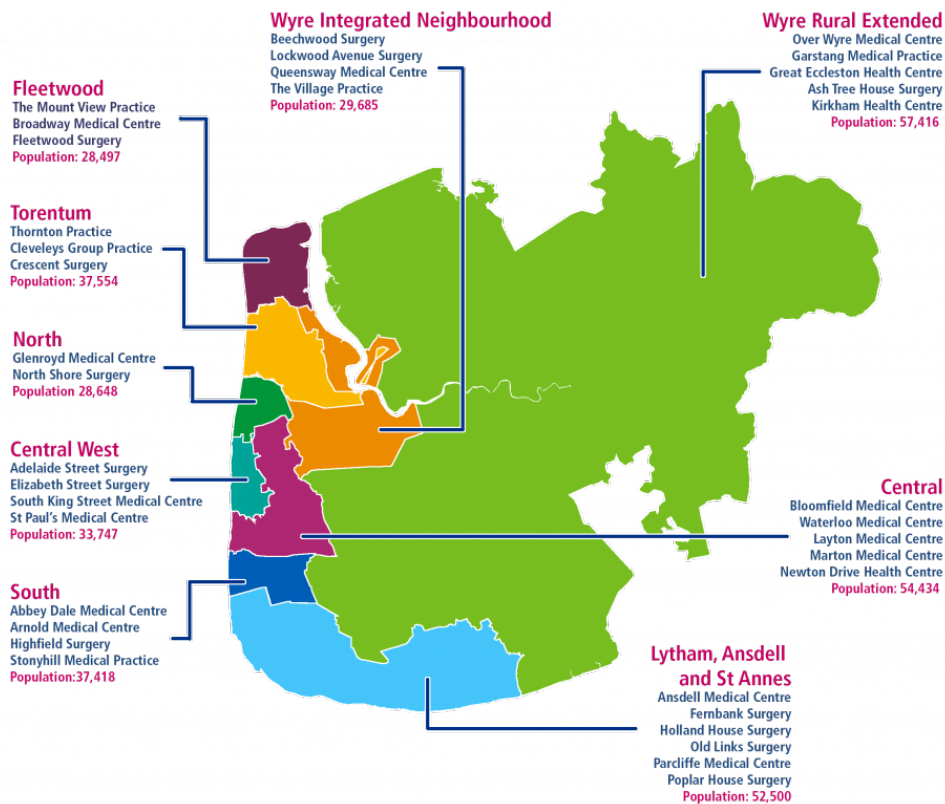 Wyre Integrated Neighbourhood
Beechwood Surgery
Lockwood Avenue Surgery
Queensway Medical Centre
The Village Practice
Population: 29,685
Wyre Rural Extended
Over Wyre Medical Centre
Garstang Medical Practice
Great Eccleston Health Centre
Ash Tree House Surgery
Kirkham Health Centre
Population: 57,416
Fleetwood
The Mount View Practice
Broadway Medical Centre
Fleetwood Surgery
Population: 28,497
Torentum
Thornton Practice
Cleveleys Group Practice
Crescent Surgery
Population: 37,554
North
Glenroyd Medical Centre
North Shore Surgery
Population 28,648
Central West
Adelaide Street Surgery
Elizabeth Street Surgery
South King Street Medical Centre
St Paul's Medical Centre
Population: 33,747
Central
Bloomfield Medical Centre
Waterloo Medical Centre
Layton Medical Centre
Marton Medical Centre
Newton Drive Health Centre
Population: 54,434
South
Abbey Dale Medical Centre
Arnold Medical Centre
Highfield Surgery
Stonyhill Medical Practice
Population:37,418
Lytham, Ansdell
and St Annes
Ansdell Medical Centre
Fernbank Surgery
Holland House Surgery
Old Links Surgery
Parcliffe Medical Centre
Poplar House Surgery
Population: 52,500